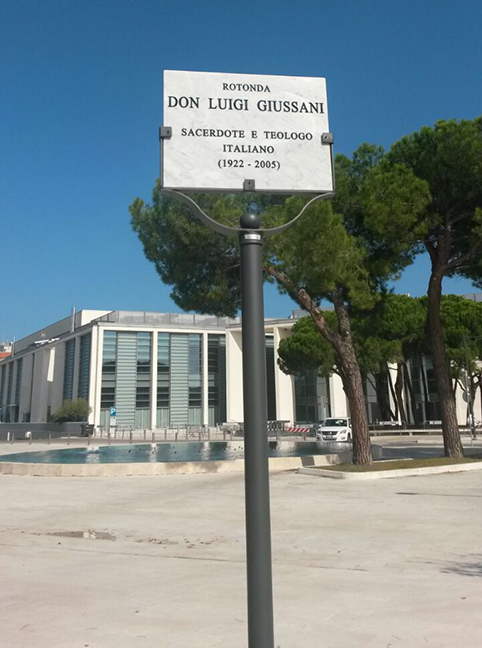 ROTONDA
DON LUIGI GIUSSANI
SACERDOTE E TEOLOGO
ITALIANO
(1922 - 2005)